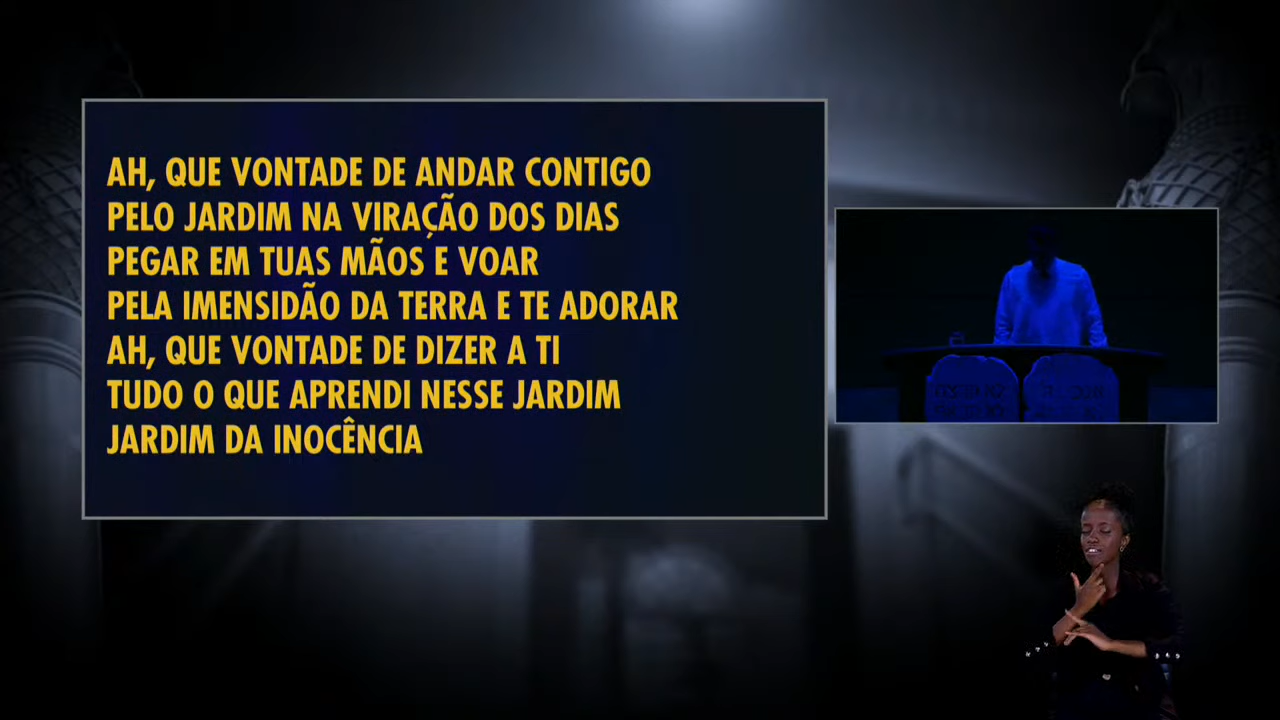 AH, QUE VONTADE DE ANDAR CONTIGO
PELO JARDIM NA VIRAÇÃO DOS DIAS
PEGAR EM TUAS MÃOS E VOAR
PELA IMENSIDÃO DA TERRA E TE ADORAR
AH, QUE VONTADE DE DIZER A TI
TUDO O QUE APRENDI NESSE JARDIM
JARDIM DA INOCÊNCIA